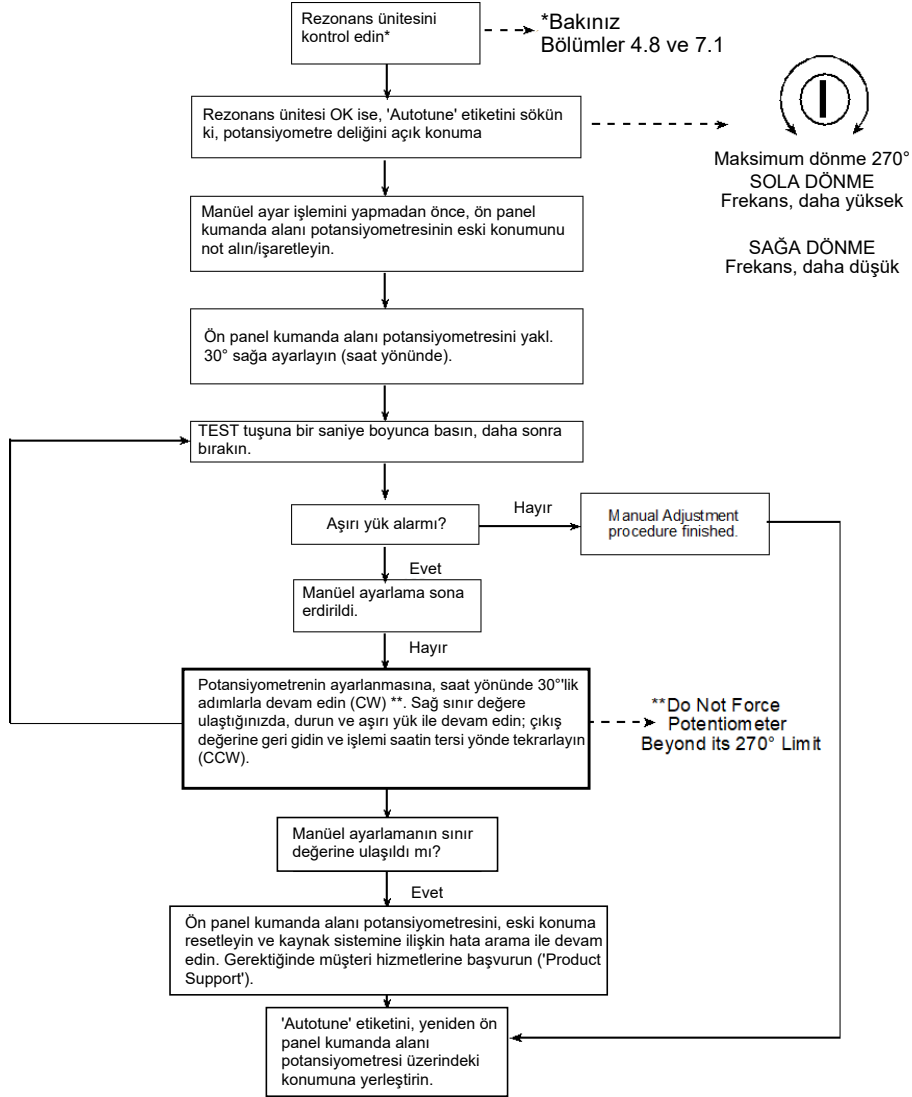 Rezonans ünitesini
kontrol edin*
*Bakınız
Bölümler 4.8 ve 7.1
Rezonans ünitesi OK ise, 'Autotune' etiketini sökün
ki, potansiyometre deliğini açık konuma
Maksimum dönme 270°
SOLA DÖNME
Frekans, daha yüksek
SAĞA DÖNME
Frekans, daha düşük
Manüel ayar işlemini yapmadan önce, ön panel
kumanda alanı potansiyometresinin eski konumunu
not alın/işaretleyin.
Ön panel kumanda alanı potansiyometresini yakl.
30° sağa ayarlayın (saat yönünde).
TEST tuşuna bir saniye boyunca basın, daha sonra
bırakın.
Aşırı yük alarmı?
Hayır
Manual Adjustment
procedure finished.
Evet
Manüel ayarlama sona
erdirildi.
Hayır
Potansiyometrenin ayarlanmasına, saat yönünde 30°'lik
adımlarla devam edin (CW) **. Sağ sınır değere
ulaştığınızda, durun ve aşırı yük ile devam edin; çıkış
değerine geri gidin ve işlemi saatin tersi yönde tekrarlayın
(CCW).
**Do Not Force
Potentiometer
Beyond its 270° Limit
Manüel ayarlamanın sınır
değerine ulaşıldı mı?
Evet
Ön panel kumanda alanı potansiyometresini, eski konuma
resetleyin ve kaynak sistemine ilişkin hata arama ile devam
edin. Gerektiğinde müşteri hizmetlerine başvurun ('Product
Support').
'Autotune' etiketini, yeniden ön
panel kumanda alanı
potansiyometresi üzerindeki
konumuna yerleştirin.